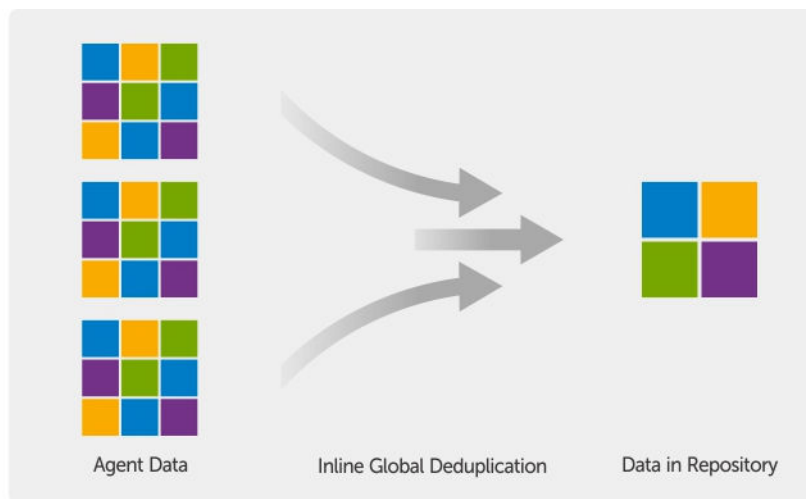 Agent Data
Inline Global Deduplication
Data in Repository